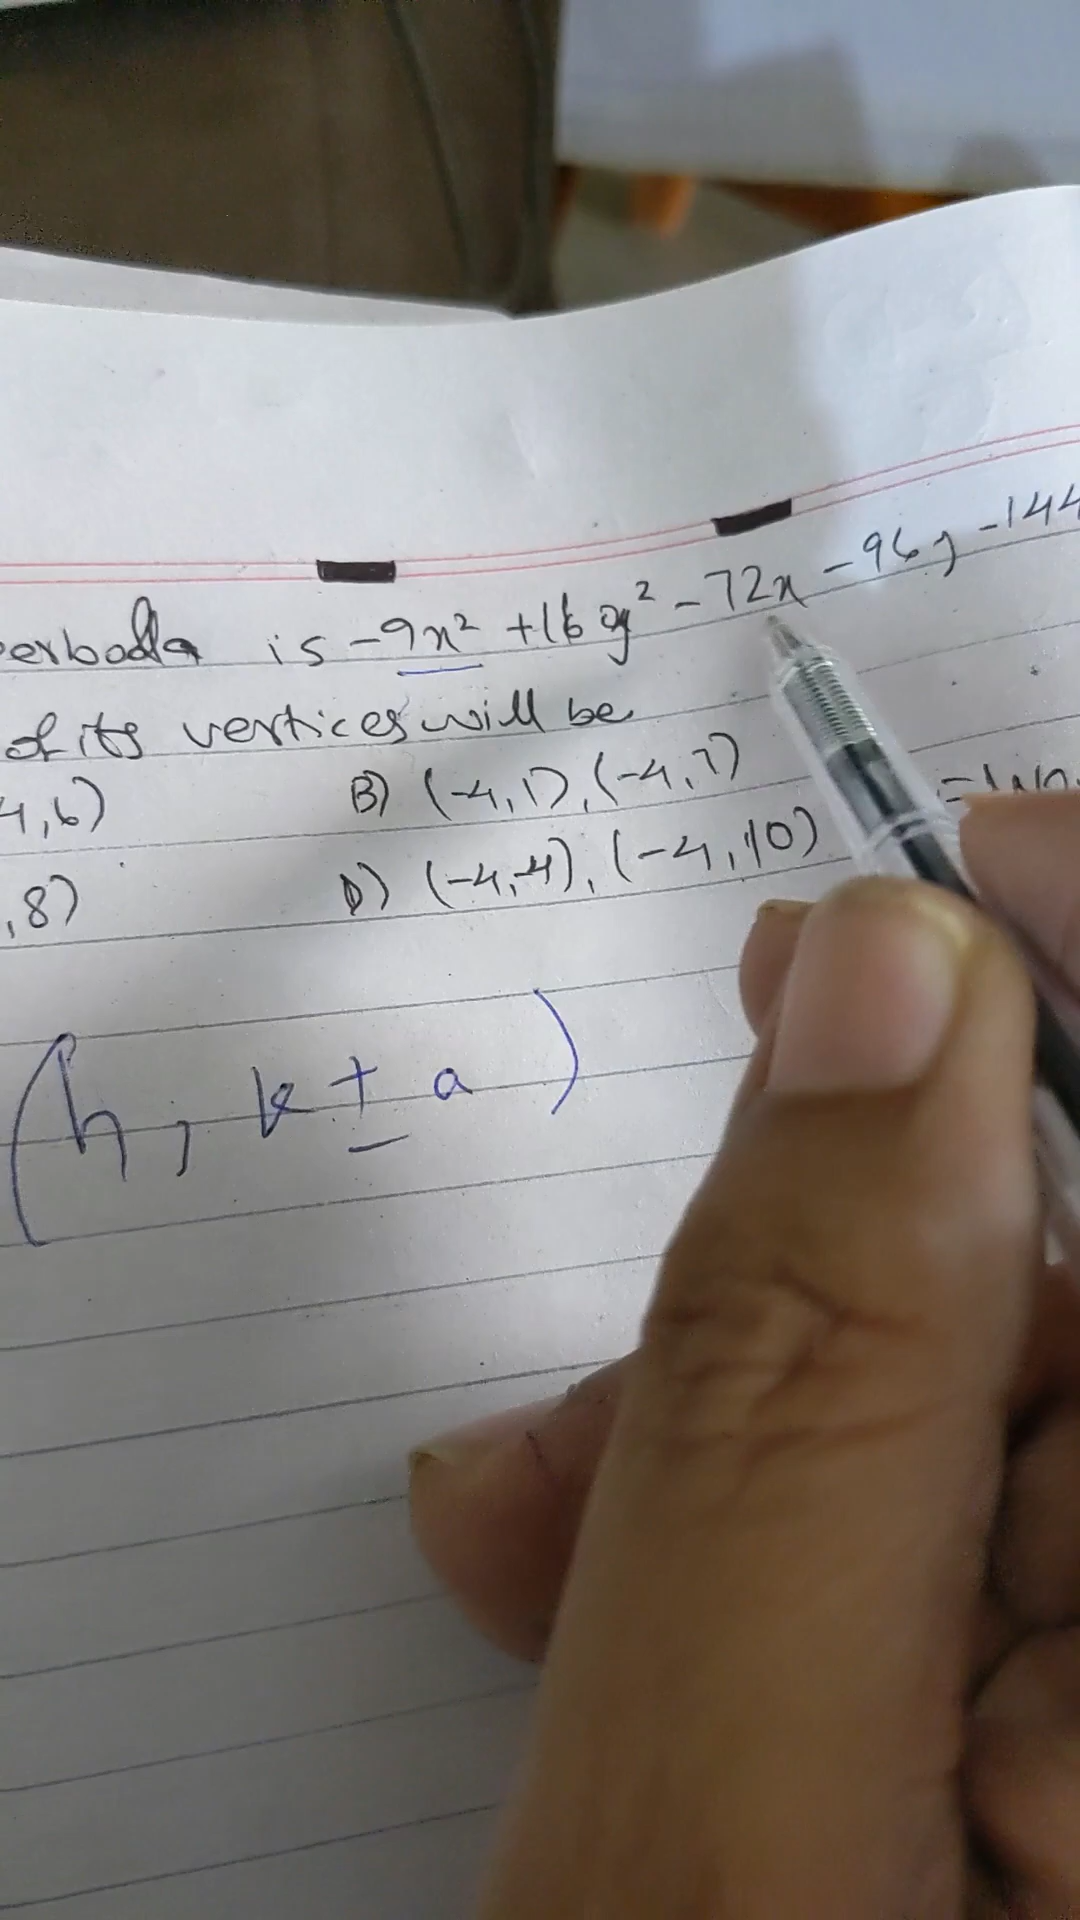 is -9x² +16y² -72x -96y -144
of its vertices will be
4,6) B) (-4,1), (-4,7)
,8) D) (-4,-4), (-4,10)
(h, k ± a)